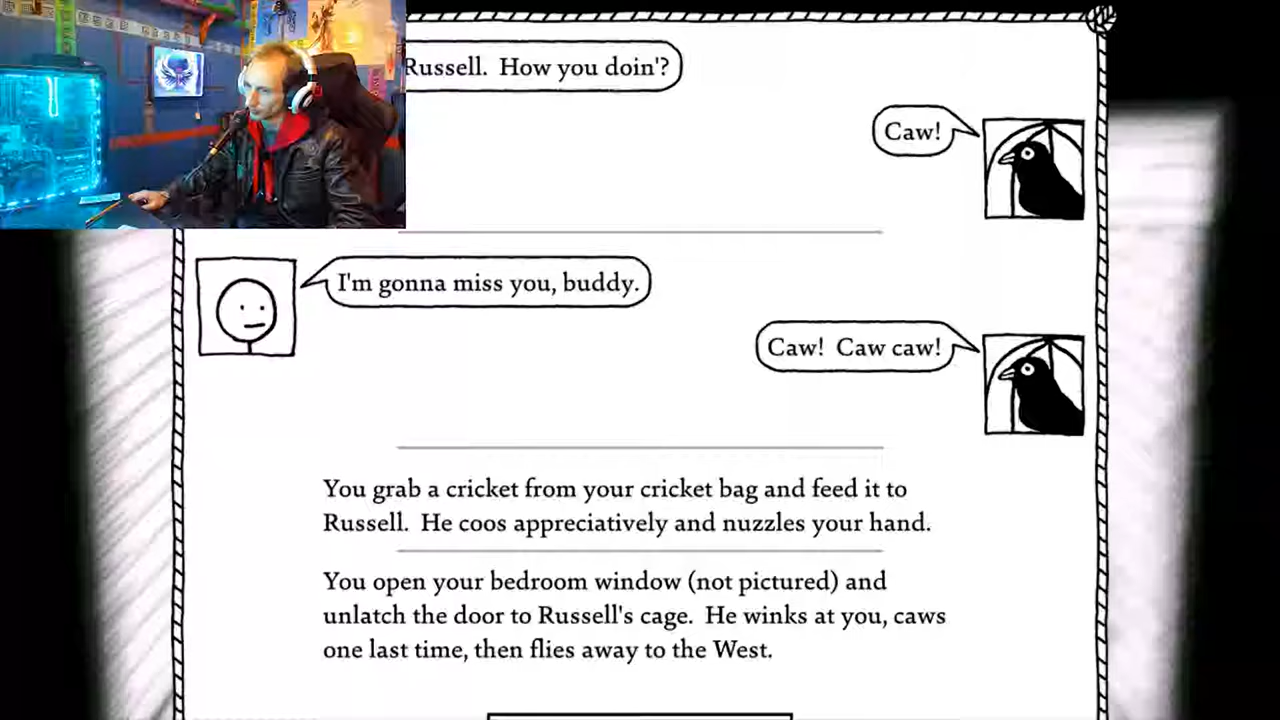 Russell.  How you doin'?
Caw!
I'm gonna miss you, buddy.
Caw!  Caw caw!
You grab a cricket from your cricket bag and feed it to
Russell.  He coos appreciatively and nuzzles your hand.
You open your bedroom window (not pictured) and
unlatch the door to Russell's cage.  He winks at you, caws
one last time, then flies away to the West.